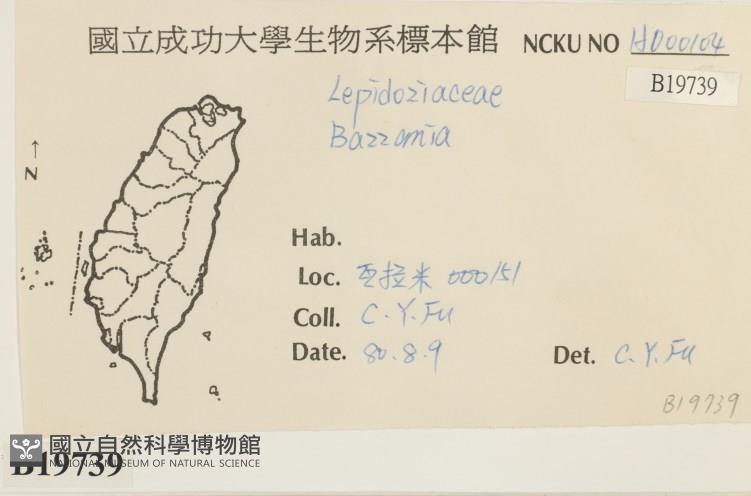 國立成功大學生物系標本館 NCKU NO H000104
B19739
Lepidoziaceae
Bazzania
N
Hab.
Loc. 亞拉米 000151
Coll. C.Y.Fu
Date. 80.8.9 Det. C.Y.Fu
B19739
國立自然科學博物館
NATIONAL MUSEUM OF NATURAL SCIENCE
B19739